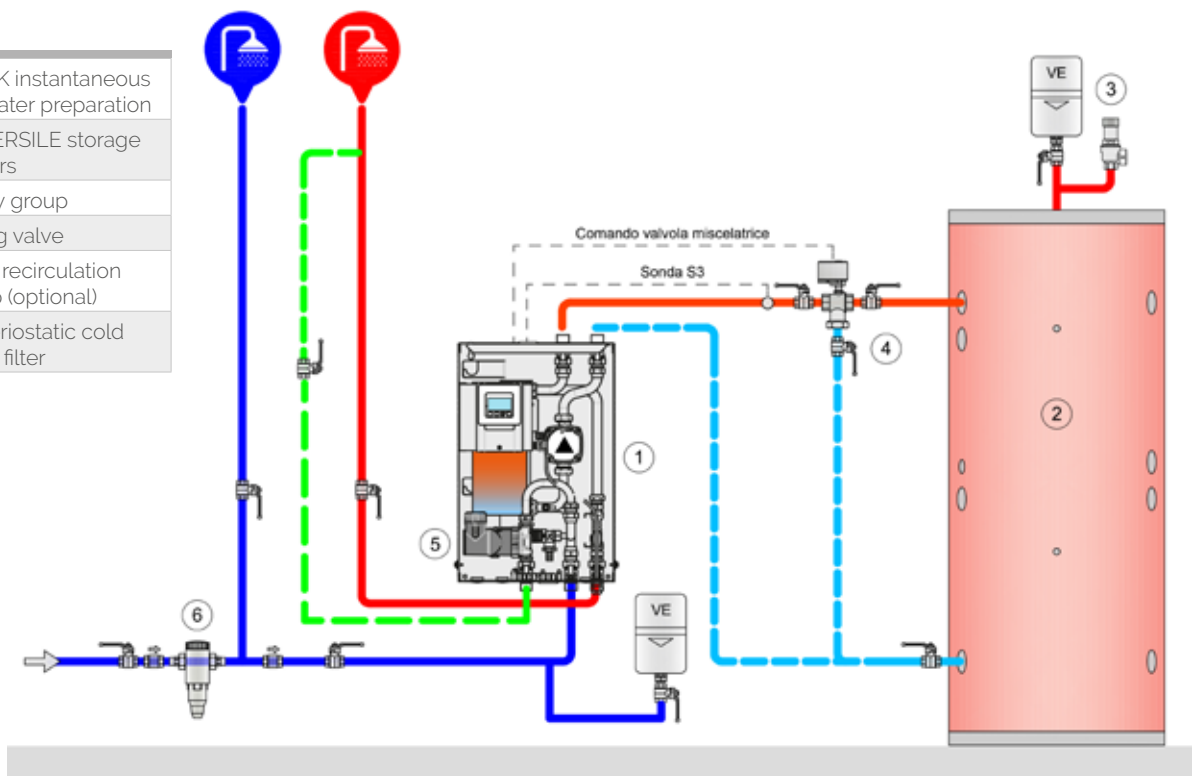 K instantaneous
ater preparation
ERSILE storage
rs
y group
g valve
recirculation
(optional)
riostatic cold
filter
VE
3
Comando valvola miscelatrice
Sonda S3
4
2
1
5
6
VE